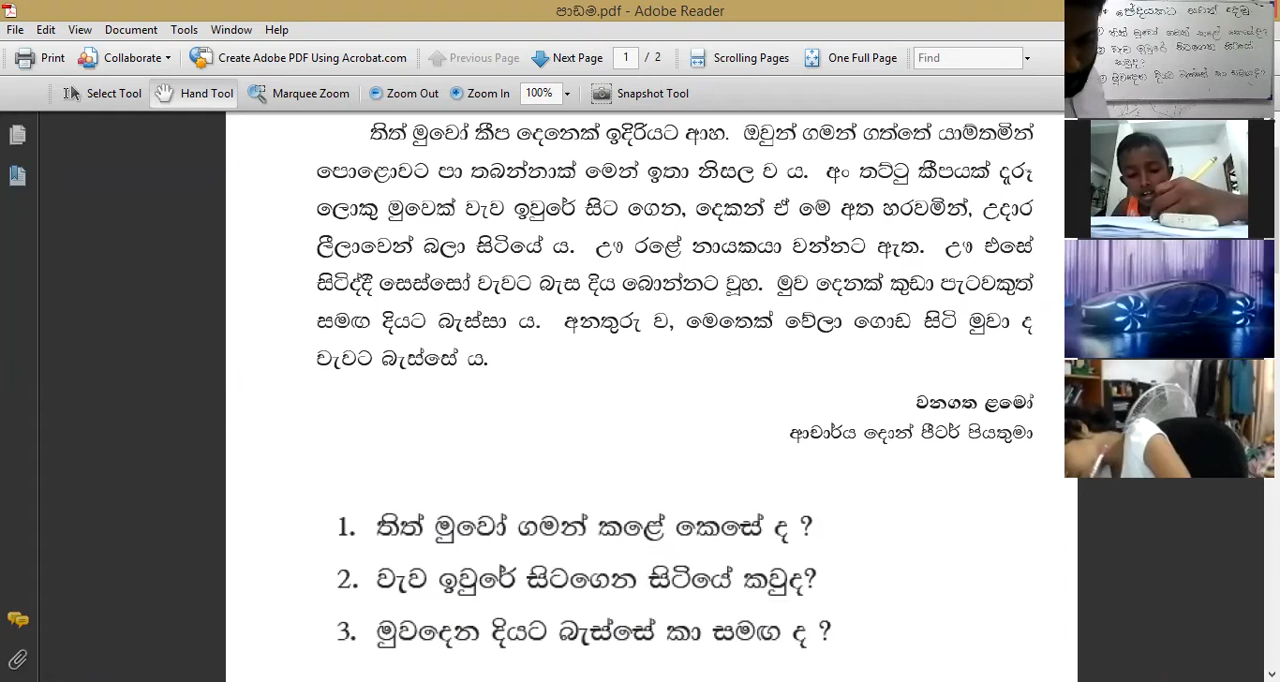 පාඩම.pdf - Adobe Reader
File Edit View Document Tools Window Help
Print Collaborate Create Adobe PDF Using Acrobat.com Previous Page Next Page 1 / 2 Scrolling Pages One Full Page Find
Select Tool Hand Tool Marquee Zoom Zoom Out Zoom In 100% Snapshot Tool
තිත් මුවෝ කීප දෙනෙක් ඉදිරියට ආහ. ඔවුන් ගමන් ගත්තේ යාම්තමින්
පොළොවට පා තබන්නාක් මෙන් ඉතා නිසල ව ය. අං තට්ටු කීපයක් දැරූ
ලොකු මුවෙක් වැව ඉවුරේ සිට ගෙන, දෙකන් ඒ මේ අත හරවමින්, උදාර
ලීලාවෙන් බලා සිටියේ ය. ඌ රළේ නායකයා වන්නට ඇත. ඌ එසේ
සිටිද්දී සෙස්සෝ වැවට බැස දිය බොන්නට වූහ. මුව දෙනක් කුඩා පැටවකුත්
සමඟ දියට බැස්සා ය. අනතුරු ව, මෙතෙක් වේලා ගොඩ සිටි මුවා ද
වැවට බැස්සේ ය.
වනගත ළමෝ
ආචාර්ය දොන් පීටර් පියතුමා
1. තිත් මුවෝ ගමන් කළේ කෙසේ ද ?
2. වැව ඉවුරේ සිටගෙන සිටියේ කවුද?
3. මුවදෙන දියට බැස්සේ කා සමඟ ද ?